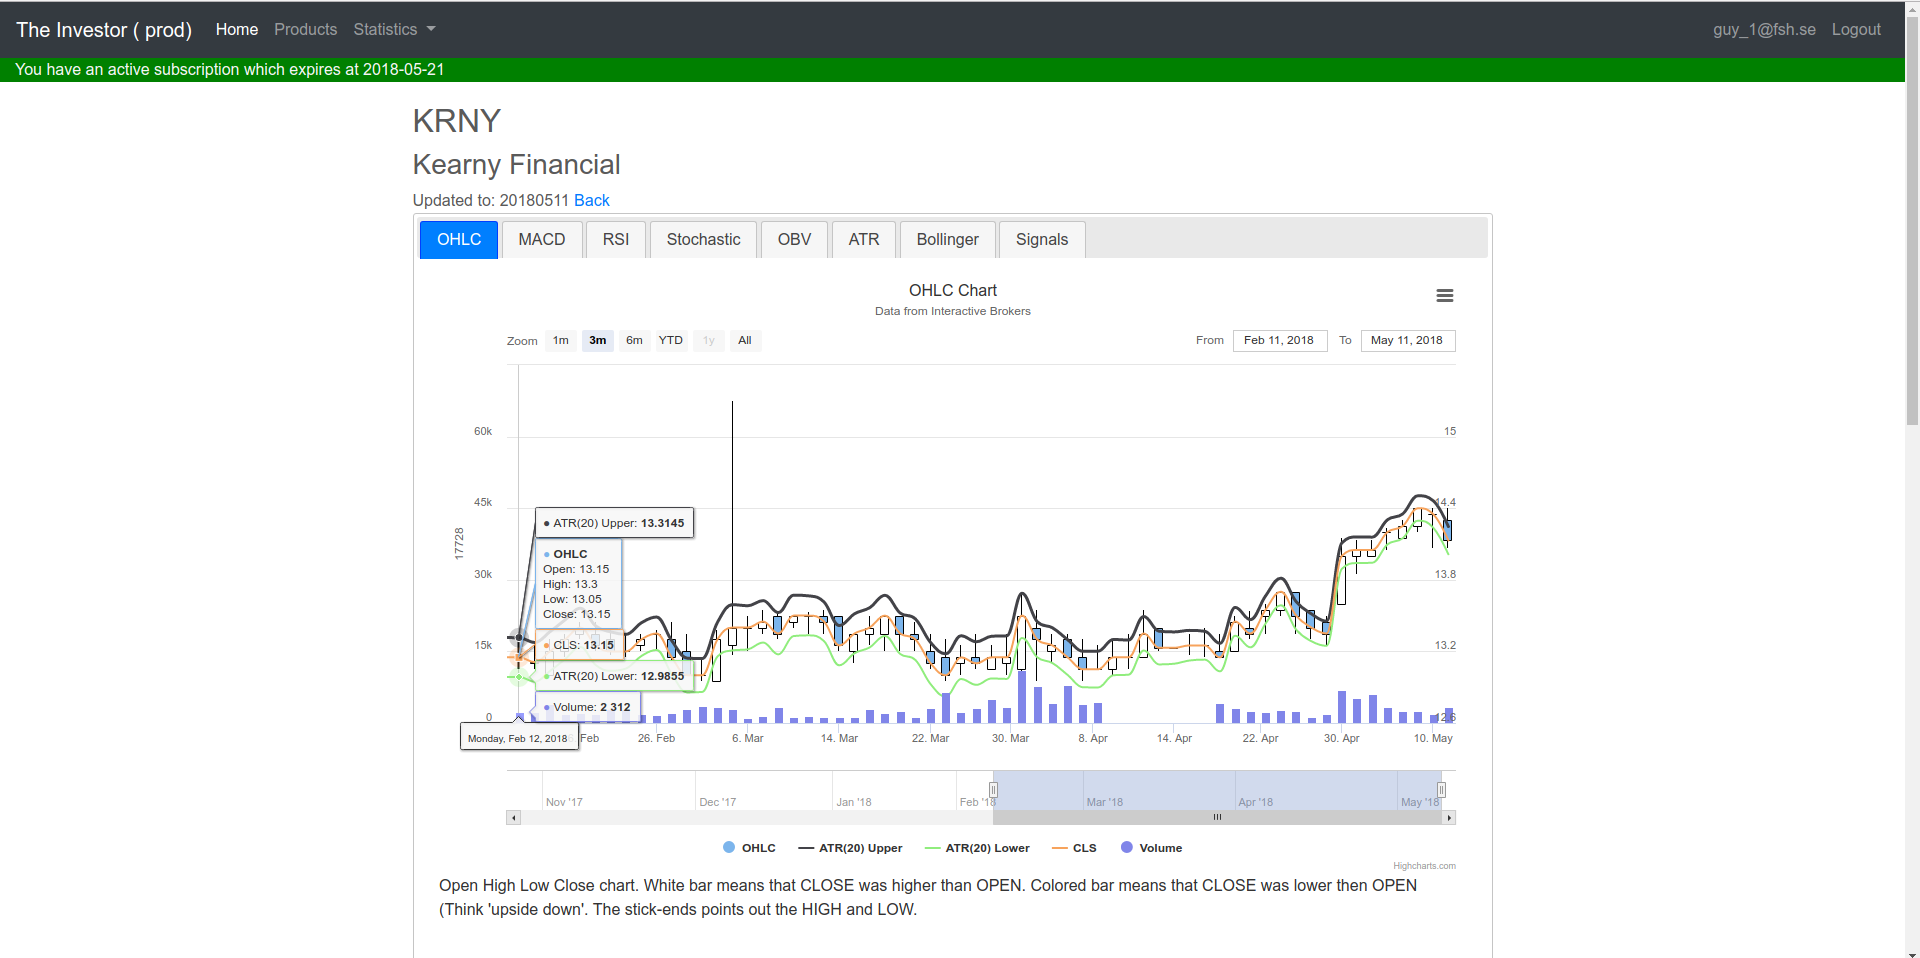 The Investor ( prod) Home Products Statistics guy_1@fsh.se Logout
You have an active subscription which expires at 2018-05-21
KRNY
Kearny Financial
Updated to: 20180511 Back
OHLC MACD RSI Stochastic OBV ATR Bollinger Signals
OHLC Chart
Data from Interactive Brokers
Zoom 1m 3m 6m YTD 1y All From Feb 11, 2018 To May 11, 2018
60k 15
45k 14.4
ATR(20) Upper: 13.3145
17728
OHLC
Open: 13.15
High: 13.3
Low: 13.05
Close: 13.15
30k 13.8
15k CLS: 13.15 13.2
ATR(20) Lower: 12.9855
Volume: 2 312
0 12.6
Monday, Feb 12, 2018 Feb 26. Feb 6. Mar 14. Mar 22. Mar 30. Mar 8. Apr 14. Apr 22. Apr 30. Apr 10. May
Nov '17 Dec '17 Jan '18 Feb '18 Mar '18 Apr '18 May '18
OHLC ATR(20) Upper ATR(20) Lower CLS Volume
Highcharts.com
Open High Low Close chart. White bar means that CLOSE was higher than OPEN. Colored bar means that CLOSE was lower then OPEN
(Think 'upside down'. The stick-ends points out the HIGH and LOW.